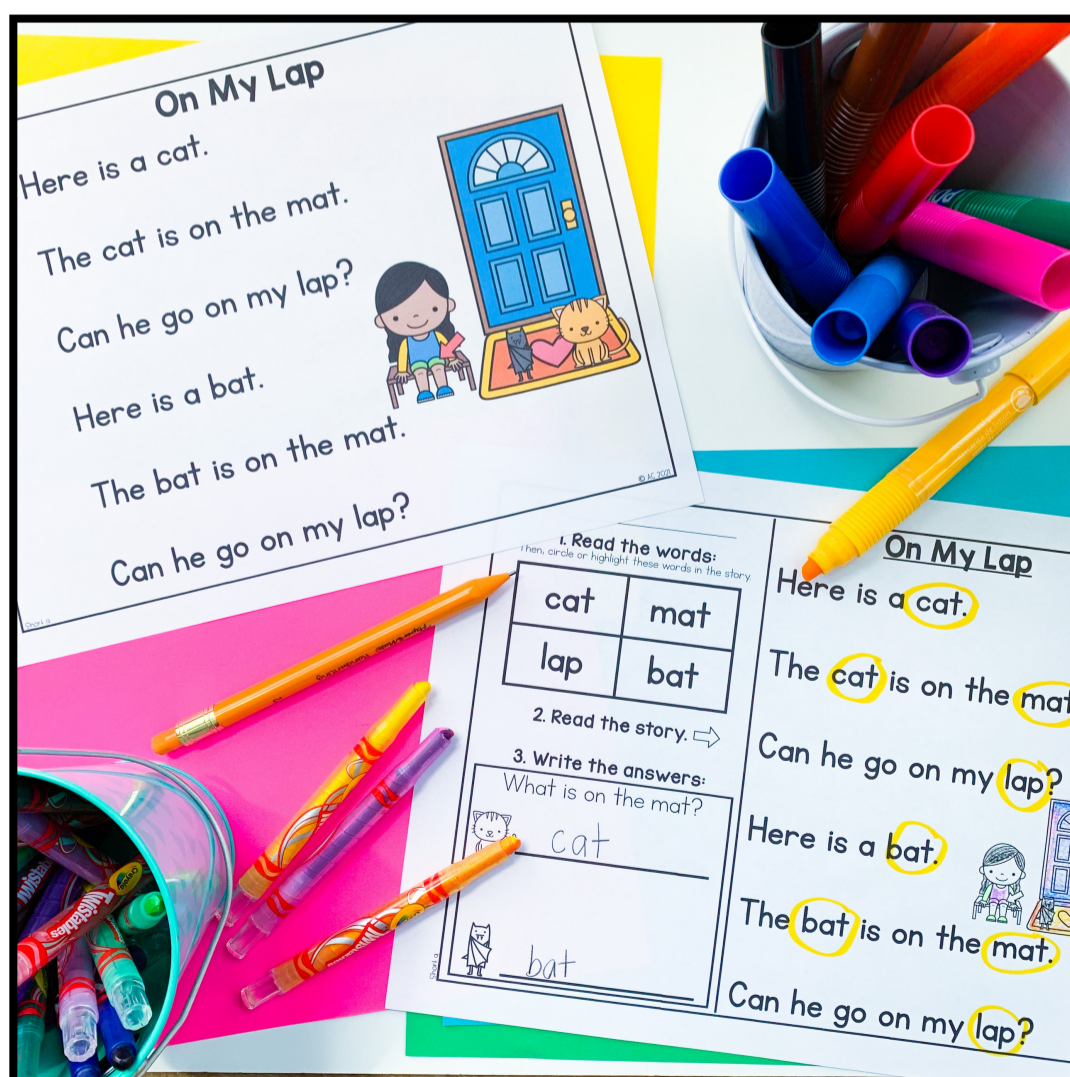 On My Lap
Here is a cat.
The cat is on the mat.
Can he go on my lap?
Here is a bat.
The bat is on the mat.
Can he go on my lap?
© AG 2021
Short a
1. Read the words:
Then, circle or highlight these words in the story.
cat mat
lap bat
2. Read the story.
3. Write the answers:
What is on the mat?
cat
bat
Short a
On My Lap
Here is a cat.
The cat is on the mat
Can he go on my lap?
Here is a bat.
The bat is on the mat.
Can he go on my lap?
Twistables
Crayola